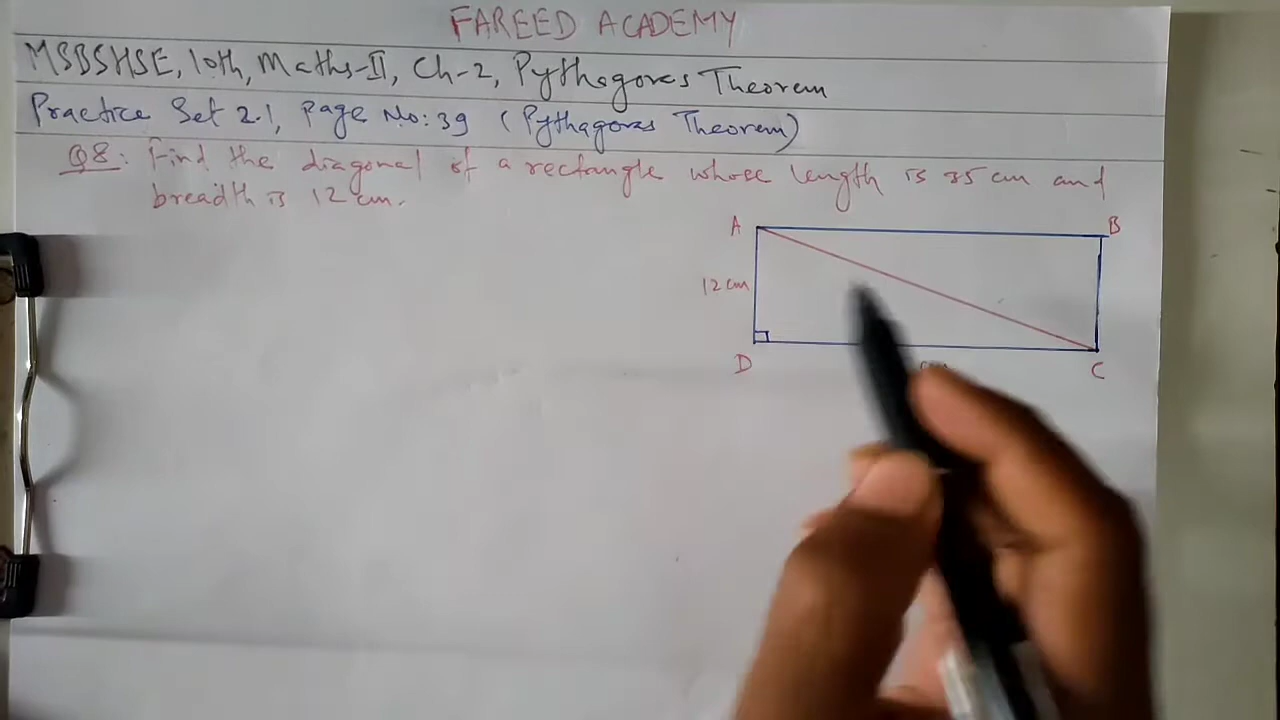 FAREED ACADEMY
MSBSHSE, 10th, Maths-II, Ch-2, Pythagoras Theorem
Practice Set 2.1, Page No: 39 (Pythagoras Theorem)
Q8: Find the diagonal of a rectangle whose length is 35 cm and
breadth is 12 cm.
A B
12 cm
D cm C